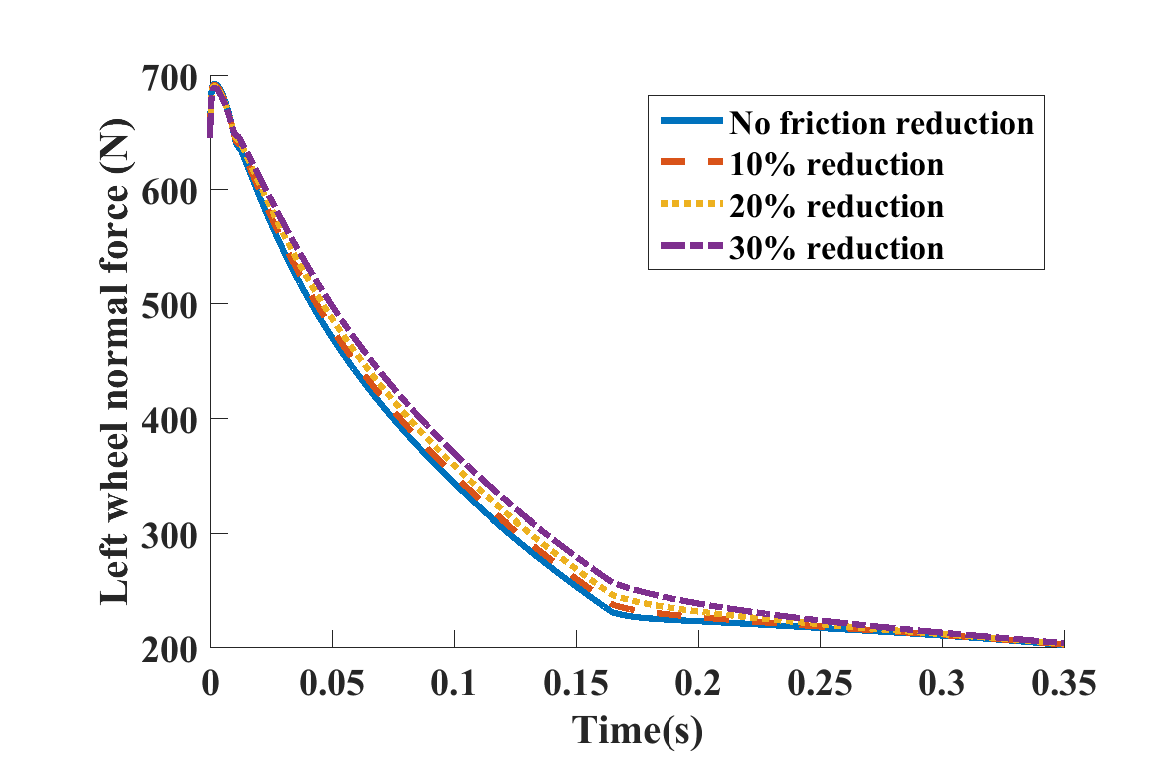 Left wheel normal force (N)
700
600
500
400
300
200
No friction reduction
10% reduction
20% reduction
30% reduction
0
0.05
0.1
0.15
0.2
0.25
0.3
0.35
Time(s)